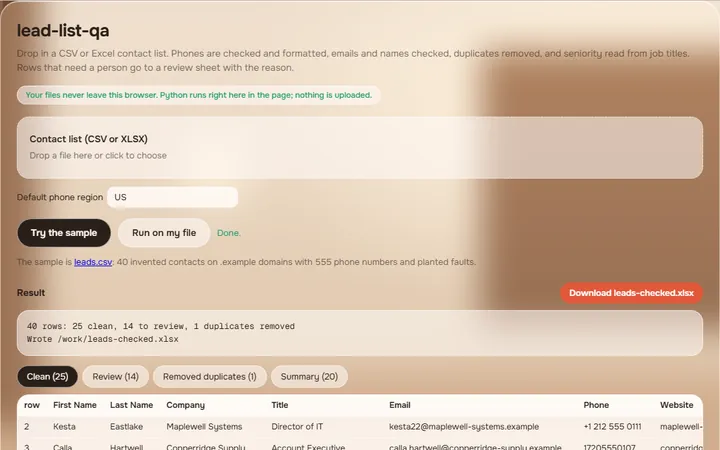 lead-list-qa
Drop in a CSV or Excel contact list. Phones are checked and formatted, emails and names checked, duplicates removed, and seniority read from job titles.
Rows that need a person go to a review sheet with the reason.
Your files never leave this browser. Python runs right here in the page; nothing is uploaded.
Contact list (CSV or XLSX)
Drop a file here or click to choose
Default phone region US
Try the sample Run on my file Done.
The sample is leads.csv: 40 invented contacts on .example domains with 555 phone numbers and planted faults.
Result Download leads-checked.xlsx
40 rows: 25 clean, 14 to review, 1 duplicates removed
Wrote /work/leads-checked.xlsx
Clean (25) Review (14) Removed duplicates (1) Summary (20)
row First Name Last Name Company Title Email Phone Website
2 Kesta Eastlake Maplewell Systems Director of IT kesta22@maplewell-systems.example +1 212 555 0111 maplewell-
3 Calla Hartwell Copperridge Supply Account Executive calla.hartwell@copperridge-supply.example 17205550107